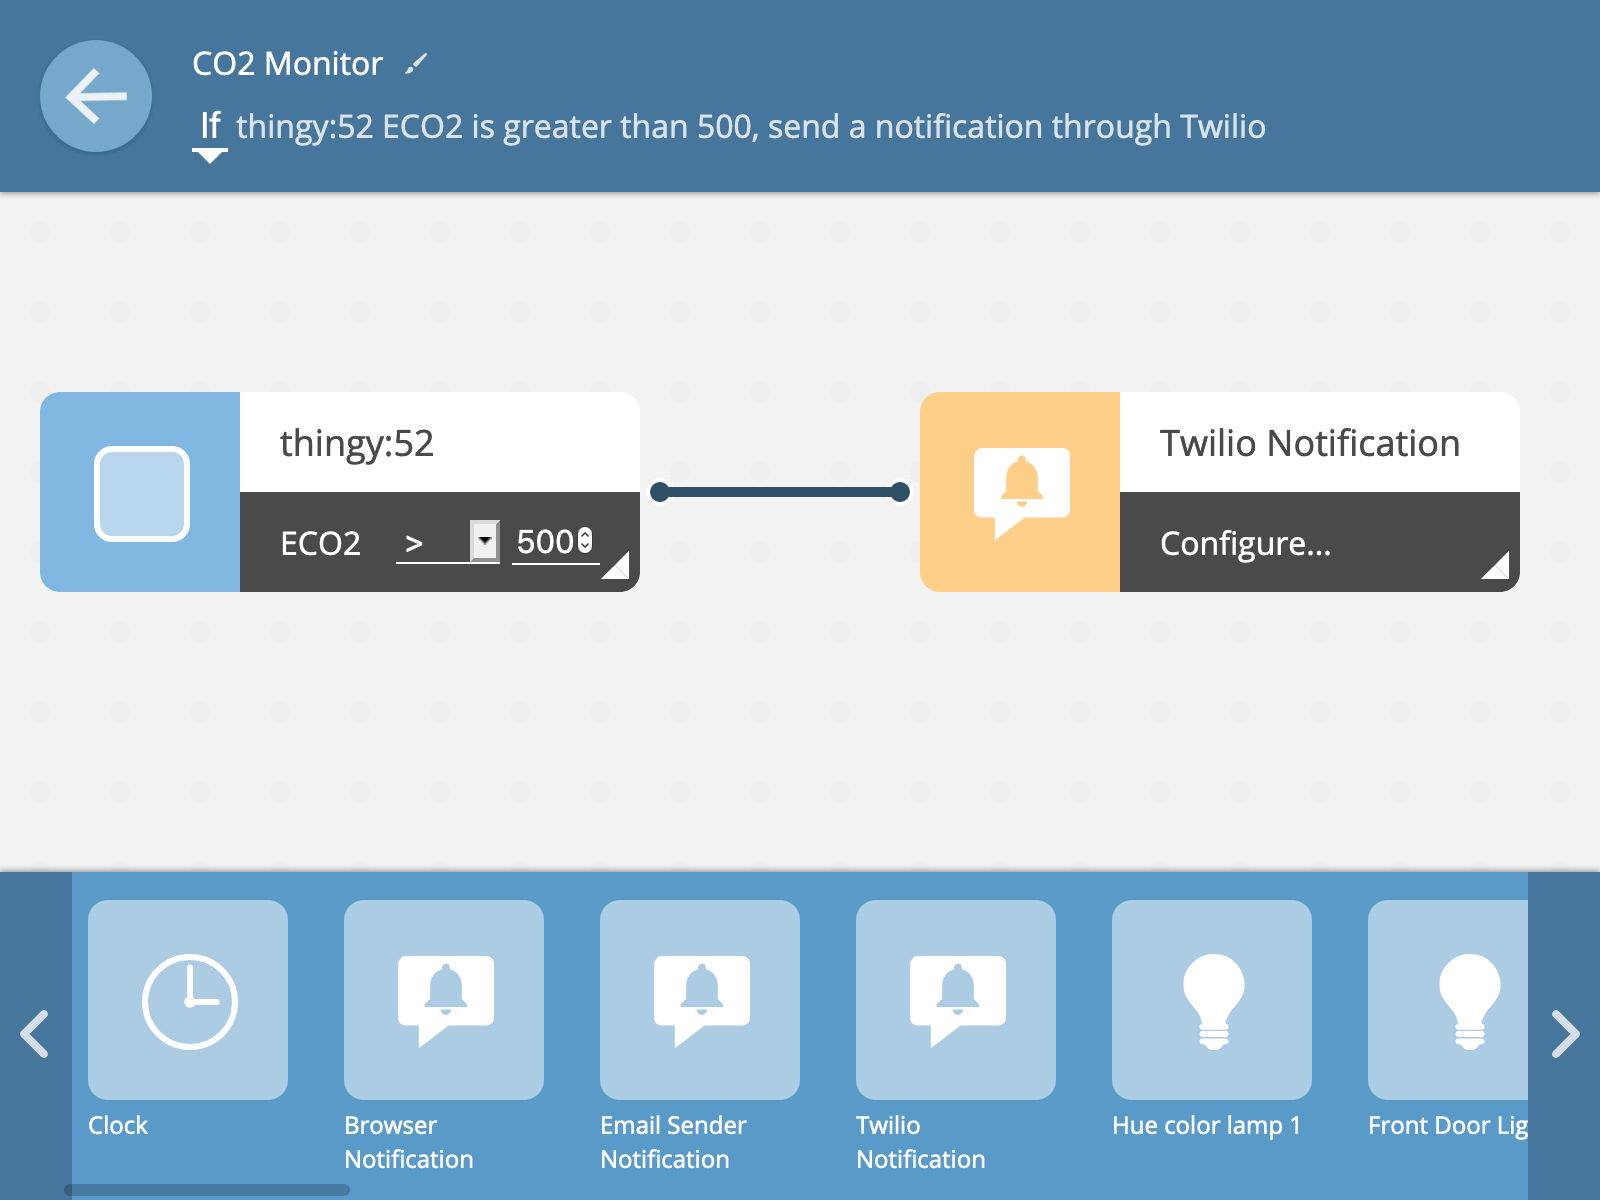 CO2 Monitor
If thingy:52 ECO2 is greater than 500, send a notification through Twilio
thingy:52
ECO2 > 500
Twilio Notification
Configure...
Clock
Browser
Notification
Email Sender
Notification
Twilio
Notification
Hue color lamp 1
Front Door Lig